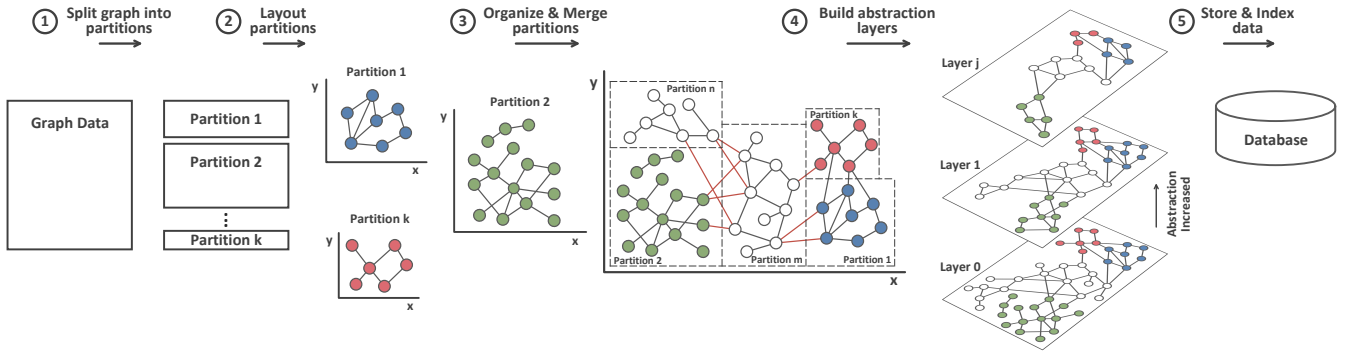 1
Split graph into
partitions
2
Layout
partitions
3
Organize & Merge
partitions
4
Build abstraction
layers
5
Store & Index
data
Graph Data
Partition 1
Partition 2
⋮
Partition k
y
Partition 1
x
y
Partition k
x
y
Partition 2
x
y
Partition n
Partition k
Partition 2
Partition m
Partition 1
x
Layer j
Layer 1
Layer 0
Abstraction
Increased
Database